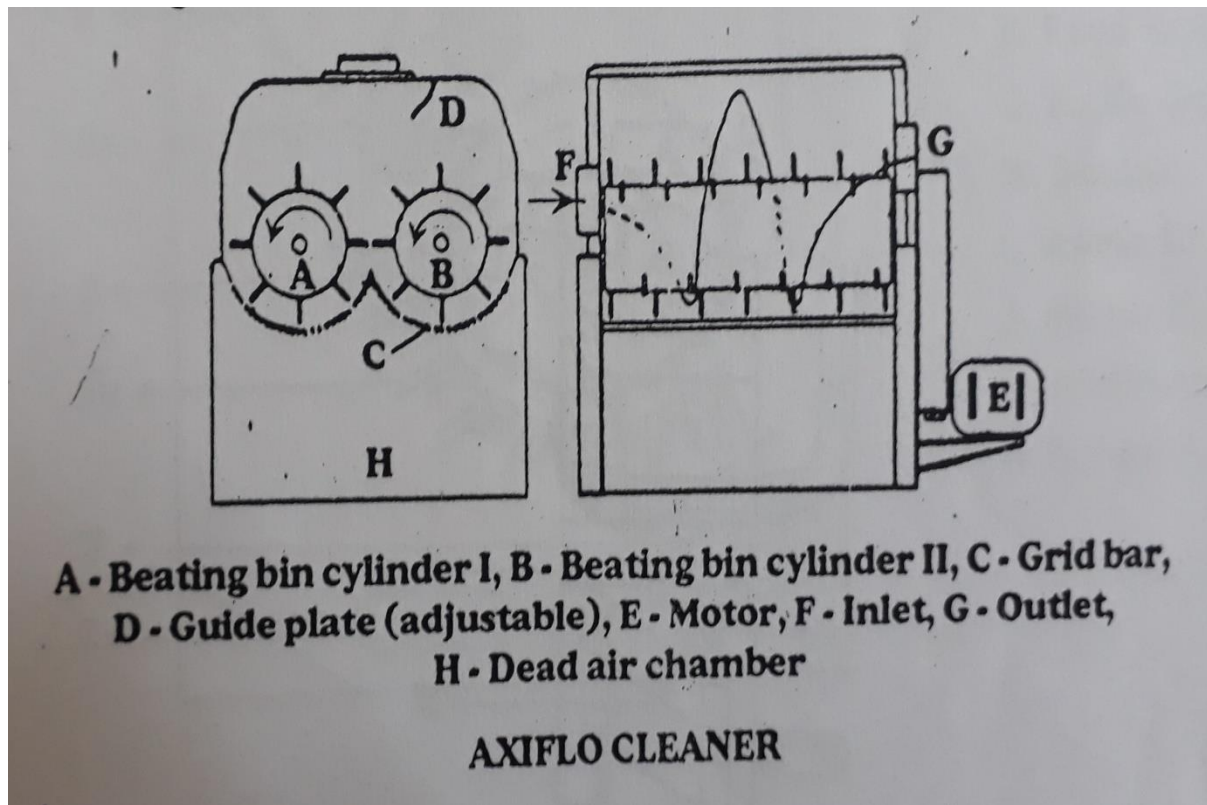 D
F
G
A
B
C
E
H
A - Beating bin cylinder I, B - Beating bin cylinder II, C - Grid bar,
D - Guide plate (adjustable), E - Motor, F - Inlet, G - Outlet,
H - Dead air chamber
AXIFLO CLEANER